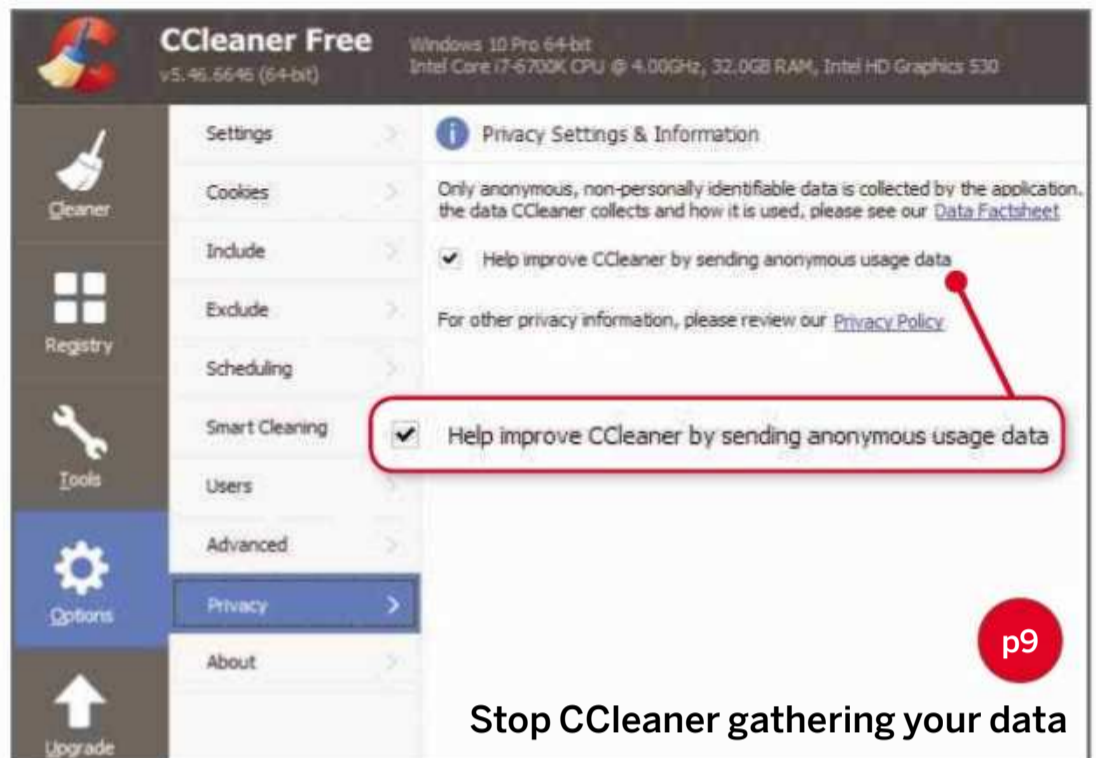 CCleaner Free
v5.46.6646 (64-bit)
Windows 10 Pro 64-bit
Intel Core i7-6700K CPU @ 4.00GHz, 32.0GB RAM, Intel HD Graphics 530
Cleaner
Registry
Tools
Options
Upgrade
Settings
Cookies
Include
Exclude
Scheduling
Smart Cleaning
Users
Advanced
Privacy
About
Privacy Settings & Information
Only anonymous, non-personally identifiable data is collected by the application.
the data CCleaner collects and how it is used, please see our Data Factsheet
Help improve CCleaner by sending anonymous usage data
For other privacy information, please review our Privacy Policy
Help improve CCleaner by sending anonymous usage data
p9
Stop CCleaner gathering your data